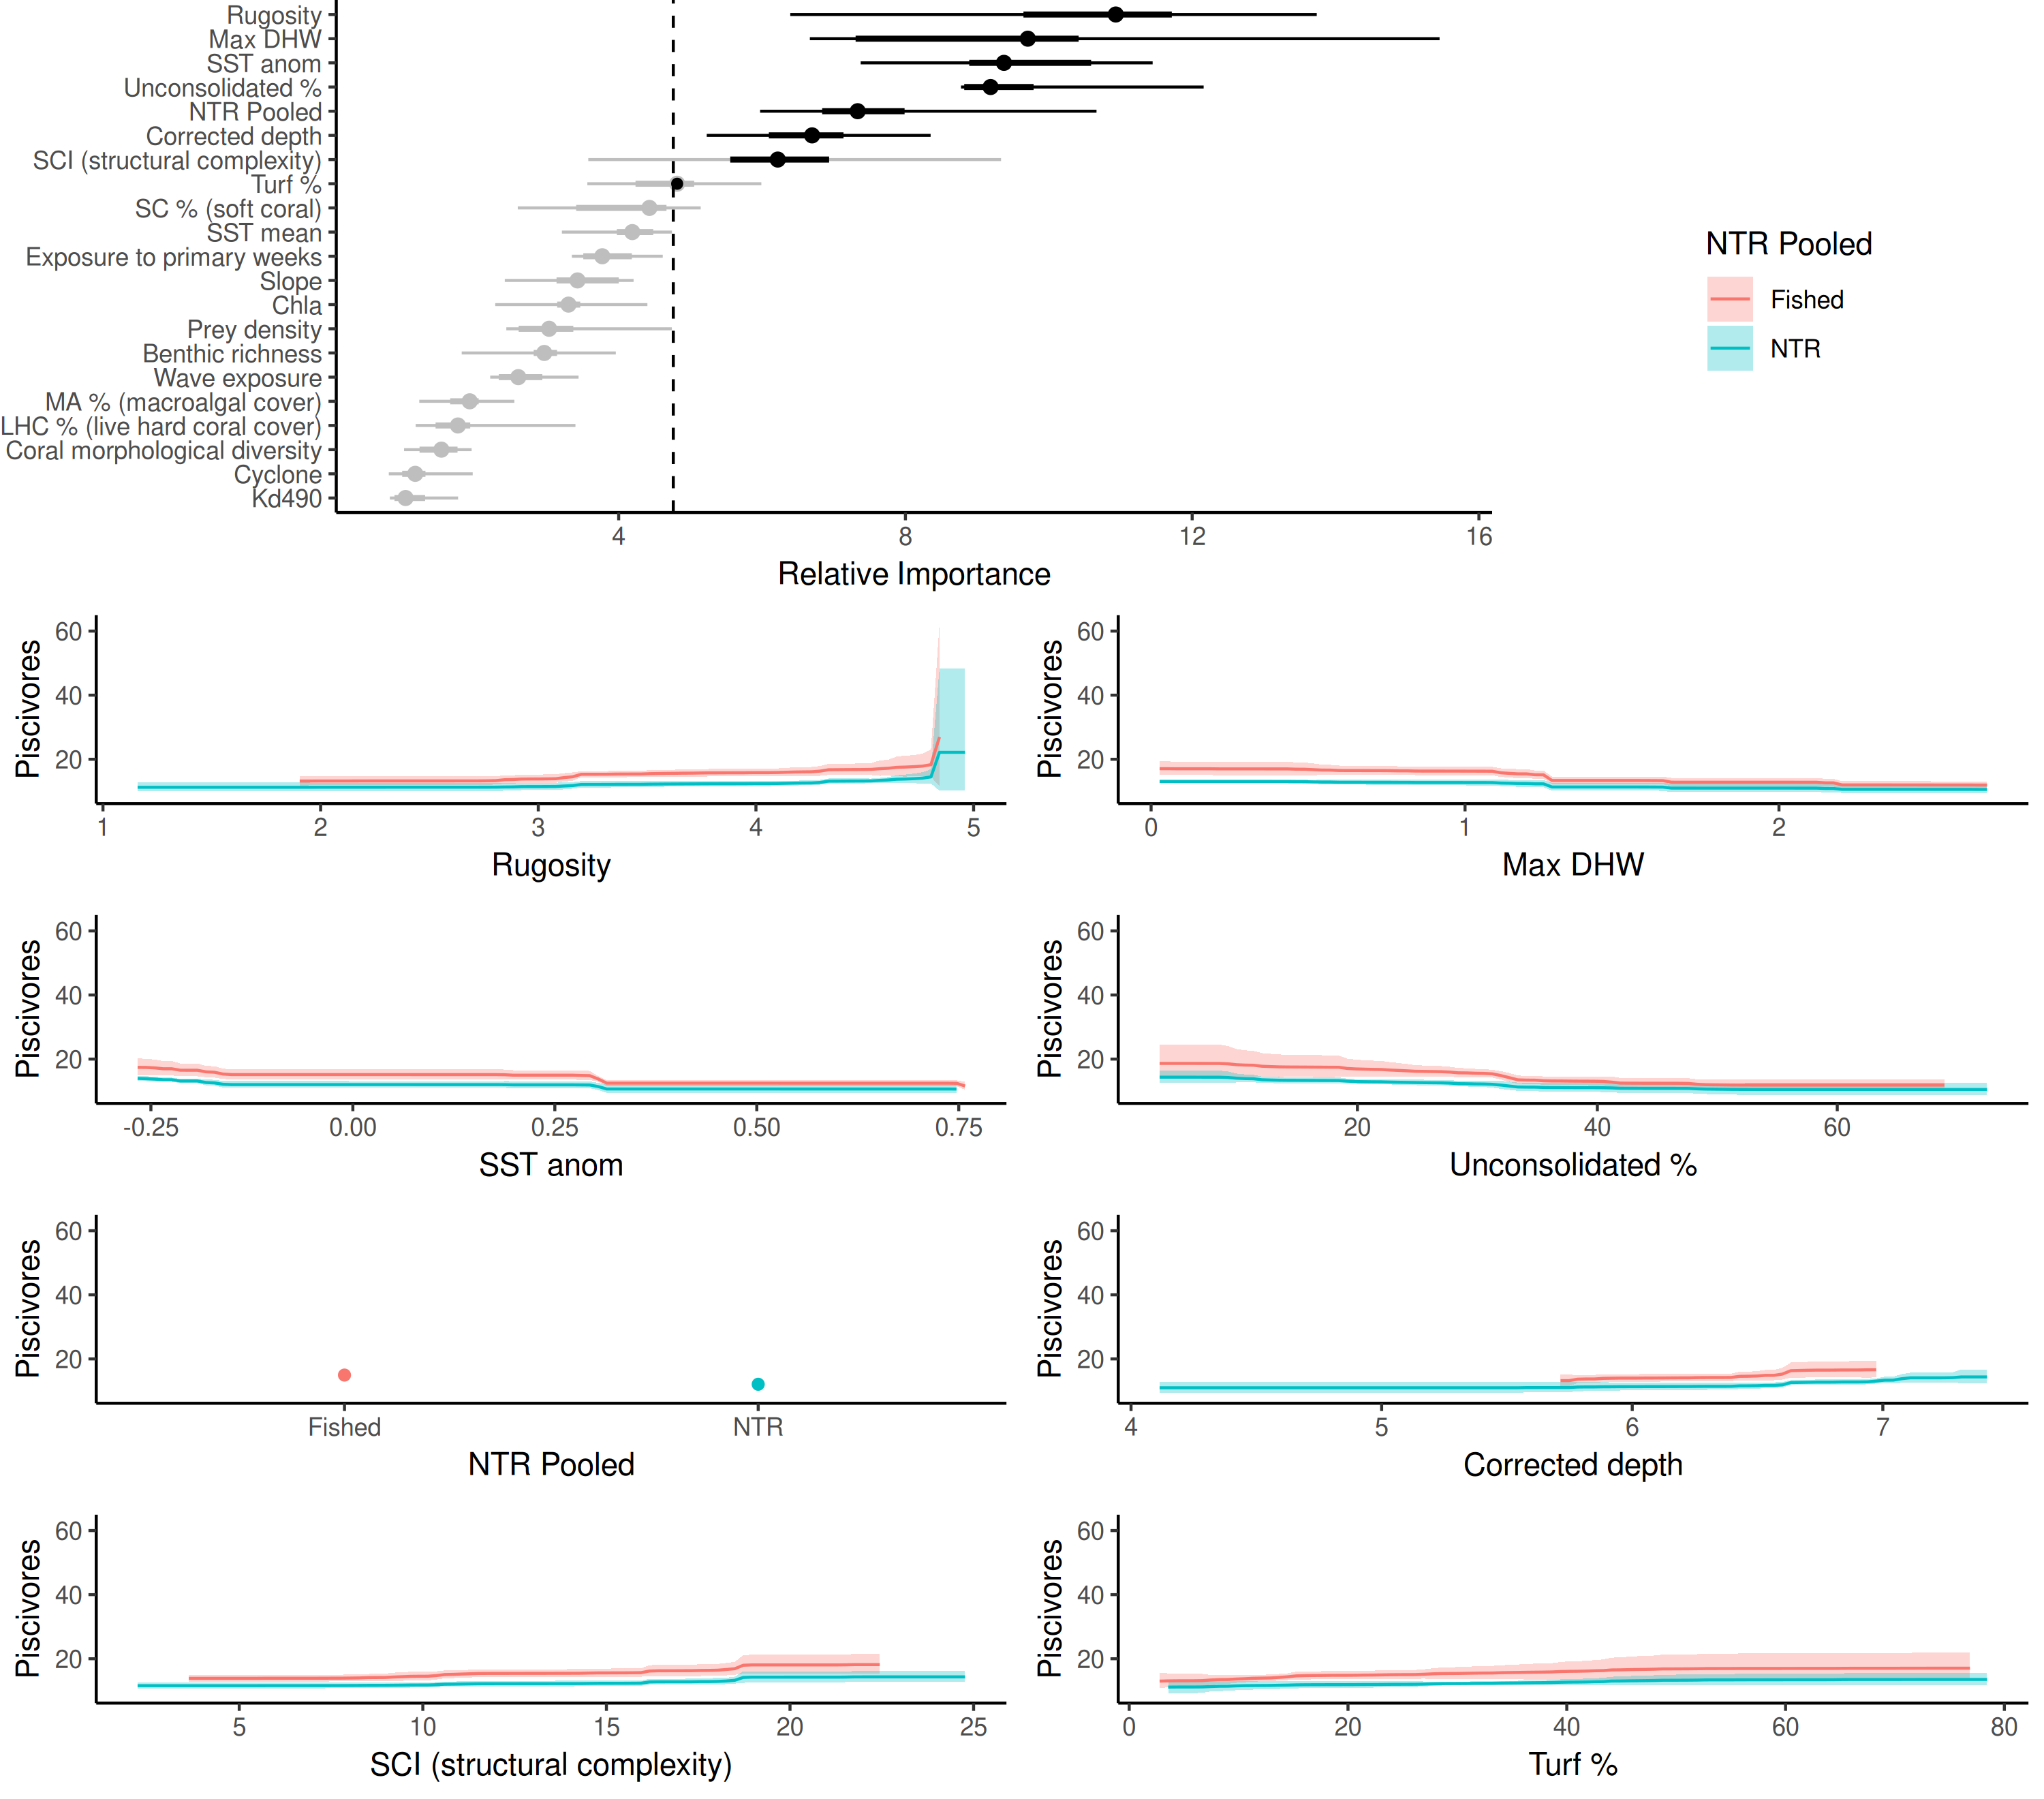 Rugosity
Max DHW
SST anom
Unconsolidated %
NTR Pooled
Corrected depth
SCI (structural complexity)
Turf %
SC % (soft coral)
SST mean
Exposure to primary weeks
Slope
Chla
Prey density
Benthic richness
Wave exposure
MA % (macroalgal cover)
LHC % (live hard coral cover)
Coral morphological diversity
Cyclone
Kd490
4 8 12 16
Relative Importance
NTR Pooled
Fished
NTR
60
40
20
Piscivores
1 2 3 4 5
Rugosity
60
40
20
Piscivores
0 1 2
Max DHW
60
40
20
Piscivores
-0.25 0.00 0.25 0.50 0.75
SST anom
60
40
20
Piscivores
20 40 60
Unconsolidated %
60
40
20
Piscivores
Fished NTR
NTR Pooled
60
40
20
Piscivores
4 5 6 7
Corrected depth
60
40
20
Piscivores
5 10 15 20 25
SCI (structural complexity)
60
40
20
Piscivores
0 20 40 60 80
Turf %